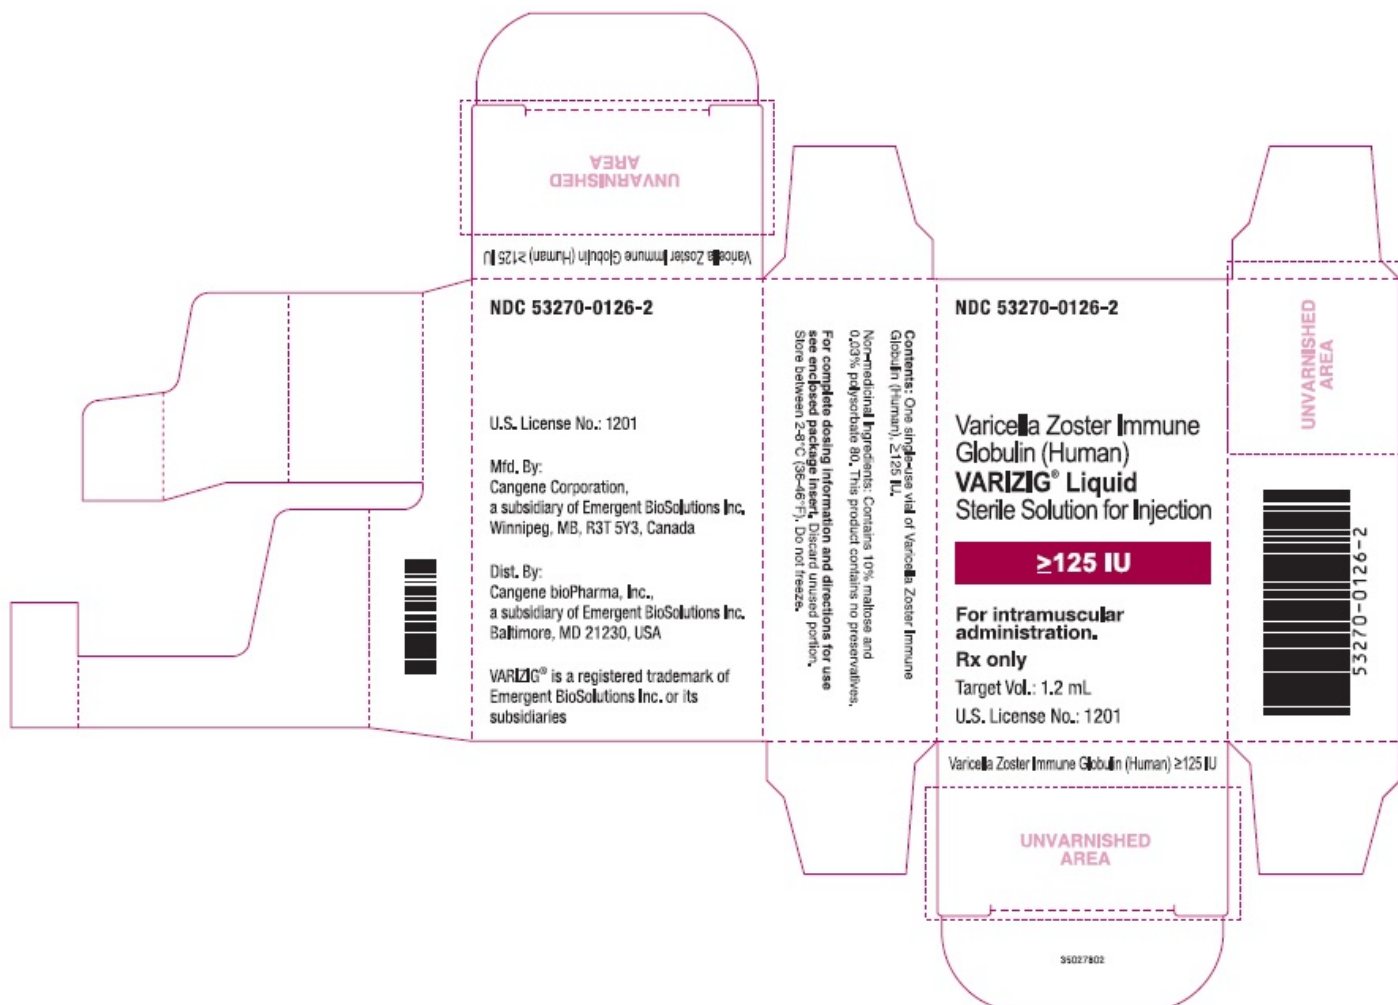 UNVARNISHED
AREA
Varicella Zoster Immune Globulin (Human) ≥125 IU
NDC 53270-0126-2
U.S. License No.: 1201
Mfd. By:
Cangene Corporation,
a subsidiary of Emergent BioSolutions Inc.
Winnipeg, MB, R3T 5Y3, Canada
Dist. By:
Cangene bioPharma, Inc.,
a subsidiary of Emergent BioSolutions Inc.
Baltimore, MD 21230, USA
VARIZIG® is a registered trademark of
Emergent BioSolutions Inc. or its
subsidiaries
Contents: One single-use vial of Varicella Zoster Immune
Globulin (Human), ≥125 IU.
Non-medicinal Ingredients: Contains 10% maltose and
0.03% polysorbate 80. This product contains no preservatives.
For complete dosing information and directions for use
see enclosed package insert. Discard unused portion.
Store between 2-8°C (36-46°F). Do not freeze.
NDC 53270-0126-2
Varicella Zoster Immune
Globulin (Human)
VARIZIG® Liquid
Sterile Solution for Injection
≥125 IU
For intramuscular
administration.
Rx only
Target Vol.: 1.2 mL
U.S. License No.: 1201
Varicella Zoster Immune Globulin (Human) ≥125 IU
UNVARNISHED
AREA
35027802
UNVARNISHED
AREA
53270-0126-2